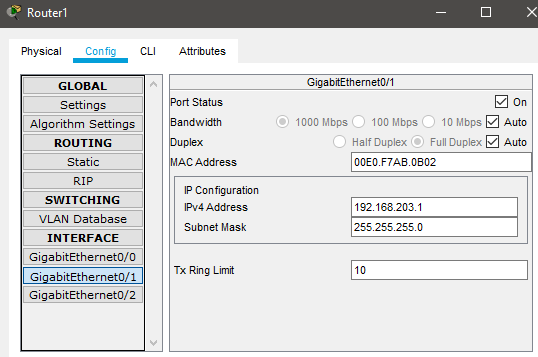 Router1
Physical Config CLI Attributes
GLOBAL
Settings
Algorithm Settings
ROUTING
Static
RIP
SWITCHING
VLAN Database
INTERFACE
GigabitEthernet0/0
GigabitEthernet0/1
GigabitEthernet0/2
GigabitEthernet0/1
Port Status On
Bandwidth 1000 Mbps 100 Mbps 10 Mbps Auto
Duplex Half Duplex Full Duplex Auto
MAC Address 00E0.F7AB.0B02
IP Configuration
IPv4 Address 192.168.203.1
Subnet Mask 255.255.255.0
Tx Ring Limit 10